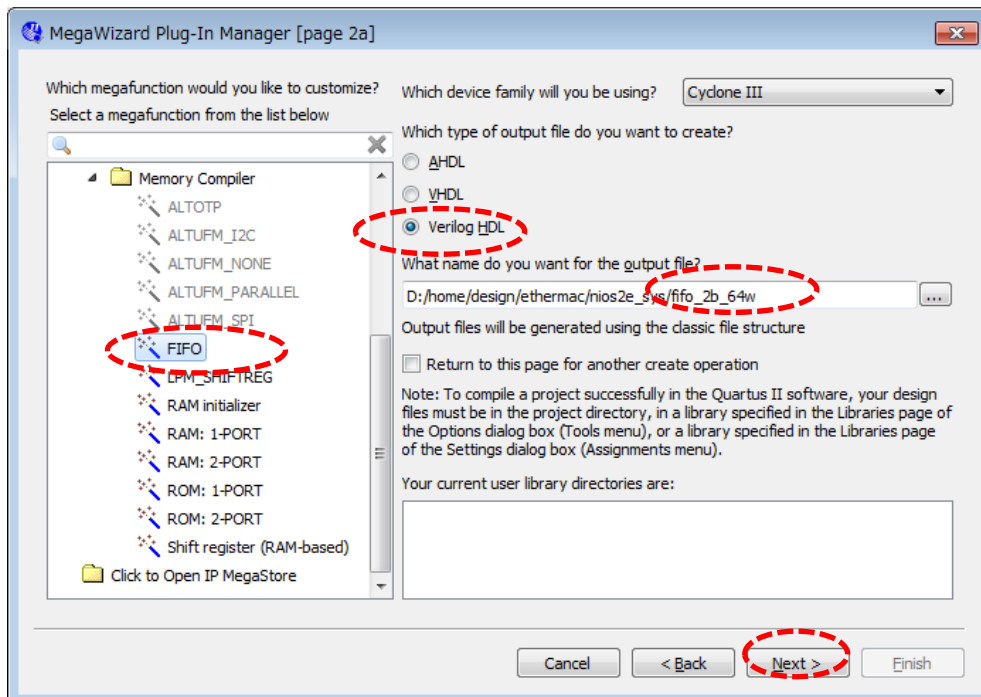 MegaWizard Plug-In Manager [page 2a]
Which megafunction would you like to customize?
Select a megafunction from the list below
Memory Compiler
ALTOTP
ALTUFM_I2C
ALTUFM_NONE
ALTUFM_PARALLEL
ALTUFM_SPI
FIFO
LPM_SHIFTREG
RAM initializer
RAM: 1-PORT
RAM: 2-PORT
ROM: 1-PORT
ROM: 2-PORT
Shift register (RAM-based)
Click to Open IP MegaStore
Which device family will you be using?
Cyclone III
Which type of output file do you want to create?
AHDL
VHDL
Verilog HDL
What name do you want for the output file?
D:/home/design/ethermac/nios2e_sys/fifo_2b_64w
...
Output files will be generated using the classic file structure
Return to this page for another create operation
Note: To compile a project successfully in the Quartus II software, your design
files must be in the project directory, in a library specified in the Libraries page of
the Options dialog box (Tools menu), or a library specified in the Libraries page
of the Settings dialog box (Assignments menu).
Your current user library directories are:
Cancel
< Back
Next >
Finish